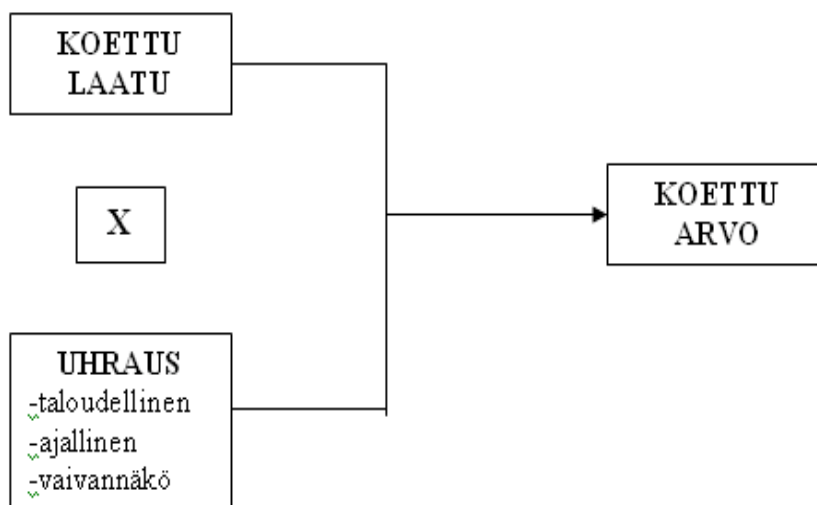 KOETTU
LAATU
X
UHRAUS
-taloudellinen
-ajallinen
-vaivannäkö
KOETTU
ARVO